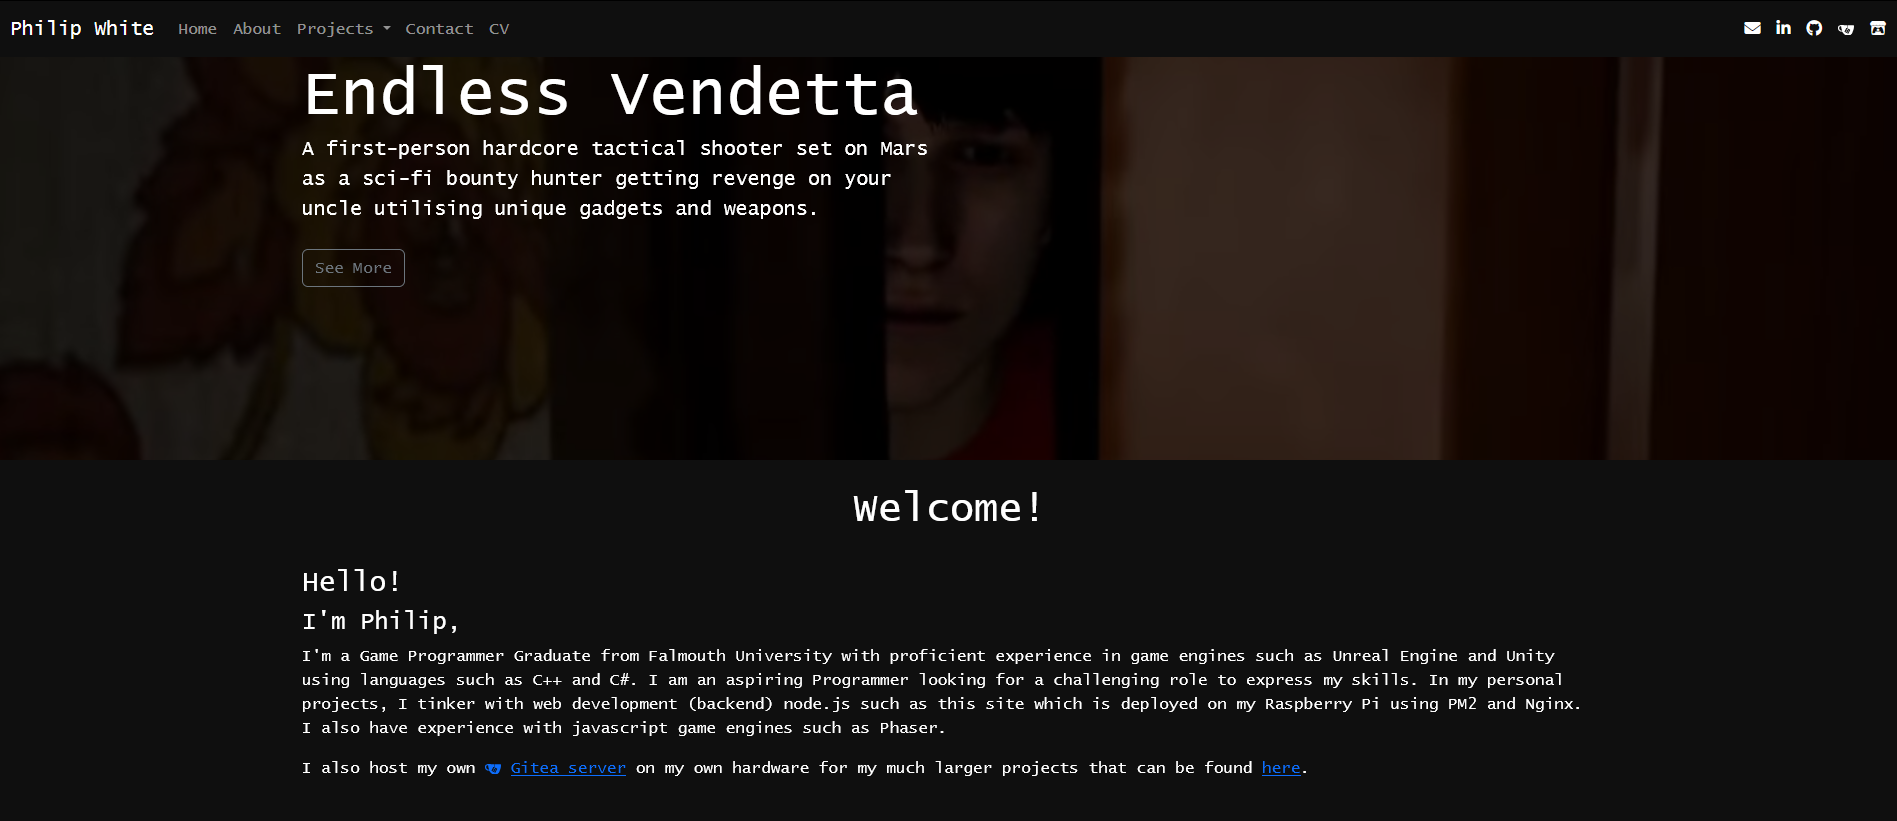 Philip White Home About Projects Contact CV
Endless Vendetta
A first-person hardcore tactical shooter set on Mars
as a sci-fi bounty hunter getting revenge on your
uncle utilising unique gadgets and weapons.
See More
Welcome!
Hello!
I'm Philip,
I'm a Game Programmer Graduate from Falmouth University with proficient experience in game engines such as Unreal Engine and Unity
using languages such as C++ and C#. I am an aspiring Programmer looking for a challenging role to express my skills. In my personal
projects, I tinker with web development (backend) node.js such as this site which is deployed on my Raspberry Pi using PM2 and Nginx.
I also have experience with javascript game engines such as Phaser.
I also host my own Gitea server on my own hardware for my much larger projects that can be found here.